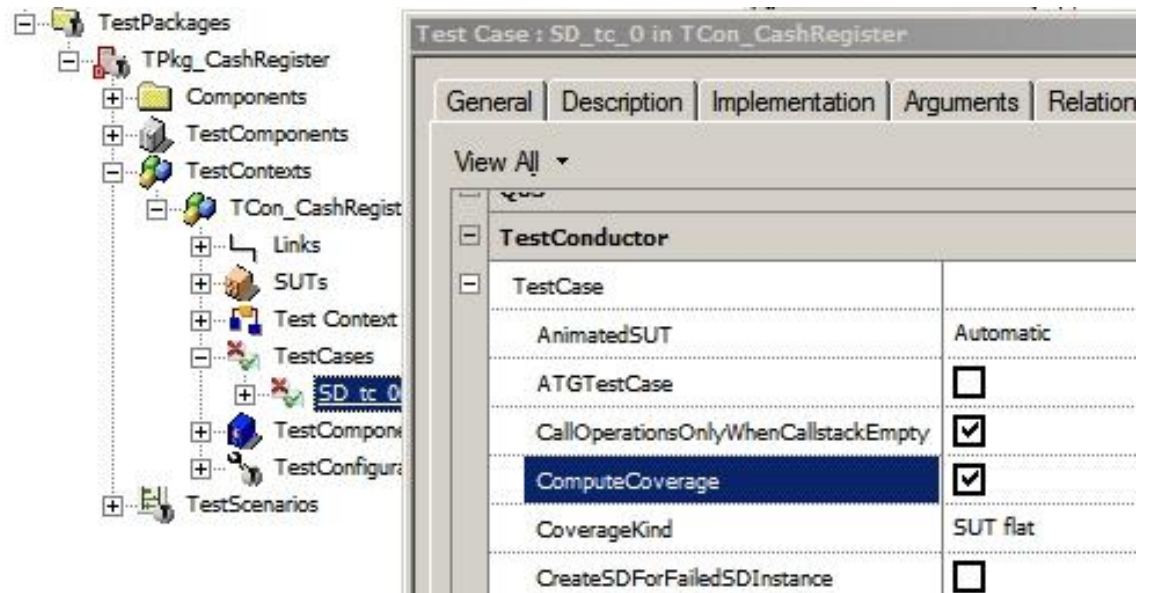 TestPackages
TPkg_CashRegister
Components
TestComponents
TestContexts
TCon_CashRegist
Links
SUTs
Test Context
TestCases
SD_tc_0
TestCompone
TestConfigura
TestScenarios
Test Case : SD_tc_0 in TCon_CashRegister
General Description Implementation Arguments Relation
View All
TestConductor
TestCase
AnimatedSUT Automatic
ATGTestCase
CallOperationsOnlyWhenCallstackEmpty
ComputeCoverage
CoverageKind SUT flat
CreateSDForFailedSDInstance